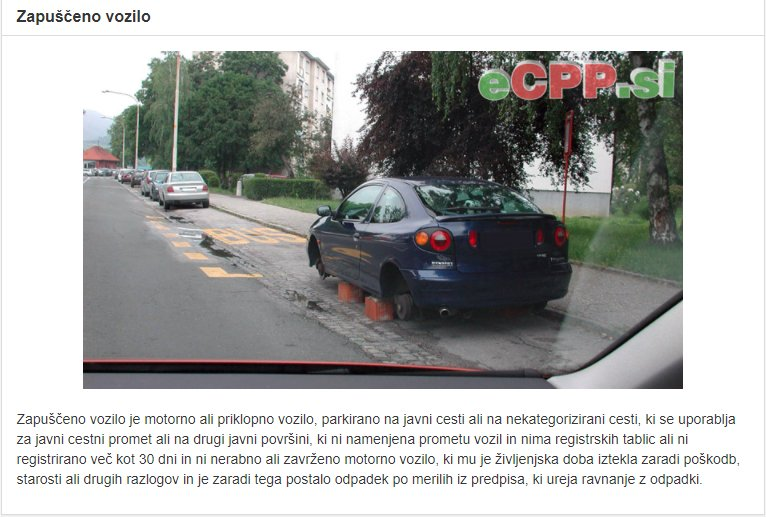 Zapuščeno vozilo
eCPP.si
BUS
Zapuščeno vozilo je motorno ali priklopno vozilo, parkirano na javni cesti ali na nekategorizirani cesti, ki se uporablja
za javni cestni promet ali na drugi javni površini, ki ni namenjena prometu vozil in nima registrskih tablic ali ni
registrirano več kot 30 dni in ni nerabno ali zavrženo motorno vozilo, ki mu je življenjska doba iztekla zaradi poškodb,
starosti ali drugih razlogov in je zaradi tega postalo odpadek po merilih iz predpisa, ki ureja ravnanje z odpadki.